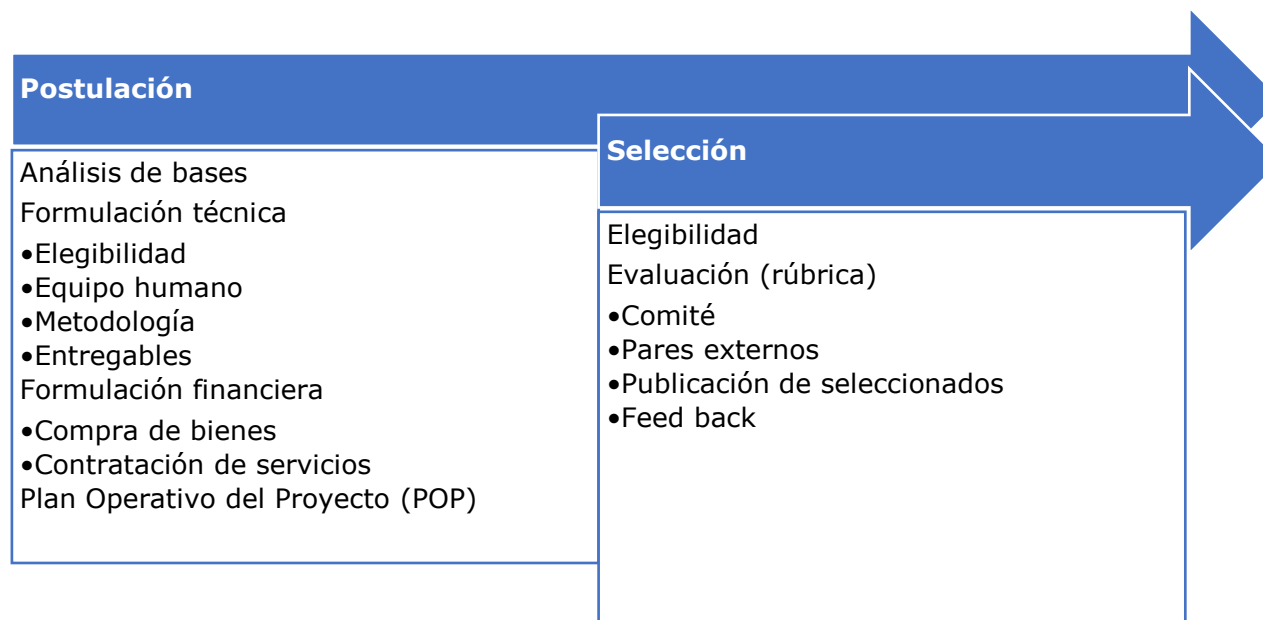 Postulación
Análisis de bases
Formulación técnica
•Elegibilidad
•Equipo humano
•Metodología
•Entregables
Formulación financiera
•Compra de bienes
•Contratación de servicios
Plan Operativo del Proyecto (POP)
Selección
Elegibilidad
Evaluación (rúbrica)
•Comité
•Pares externos
•Publicación de seleccionados
•Feed back